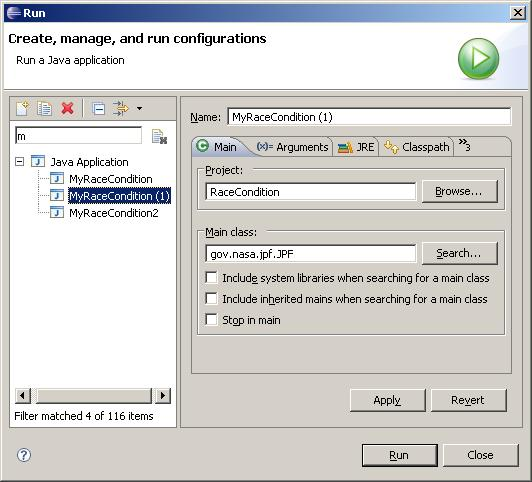 Run
Create, manage, and run configurations
Run a Java application
m
Java Application
MyRaceCondition
MyRaceCondition (1)
MyRaceCondition2
Filter matched 4 of 116 items
Name: MyRaceCondition (1)
Main (x)= Arguments JRE Classpath »3
Project:
RaceCondition Browse...
Main class:
gov.nasa.jpf.JPF Search...
Include system libraries when searching for a main class
Include inherited mains when searching for a main class
Stop in main
Apply Revert
? Run Close